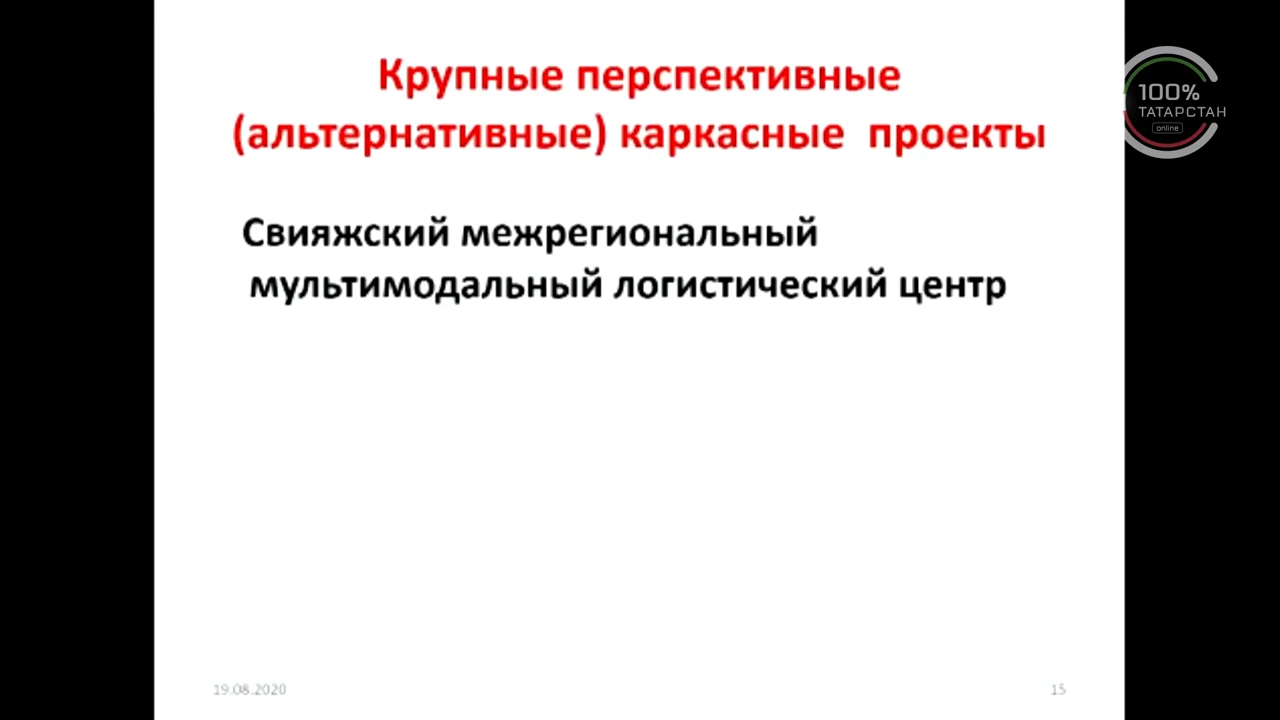 Крупные перспективные
(альтернативные) каркасные проекты
100%
ТАТАРСТАН
online
Свияжский межрегиональный
мультимодальный логистический центр
19.08.2020
15